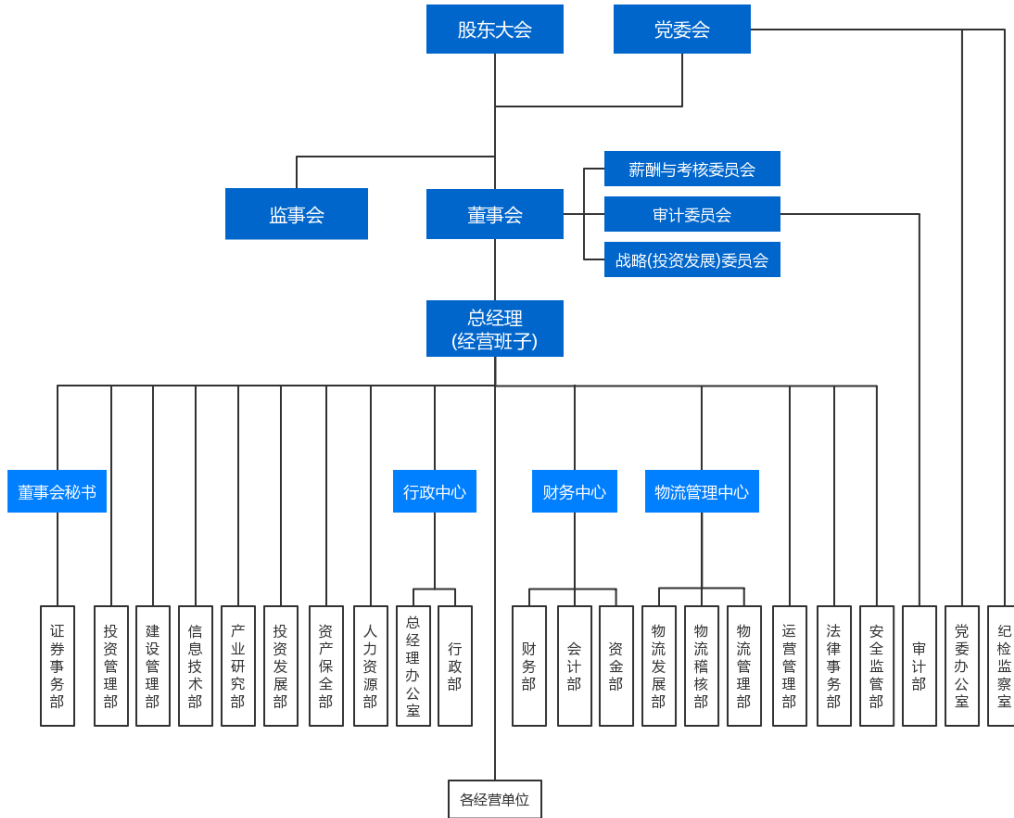 股东大会
党委会
薪酬与考核委员会
监事会
董事会
审计委员会
战略(投资发展)委员会
总经理
(经营班子)
董事会秘书
行政中心
财务中心
物流管理中心
证券事务部
投资管理部
建设管理部
信息技术部
产业研究部
投资发展部
资产保全部
人力资源部
总经理办公室
行政部
财务部
会计部
资金部
物流发展部
物流稽核部
物流管理部
运营管理部
法律事务部
安全监管部
审计部
党委办公室
纪检监察室
各经营单位